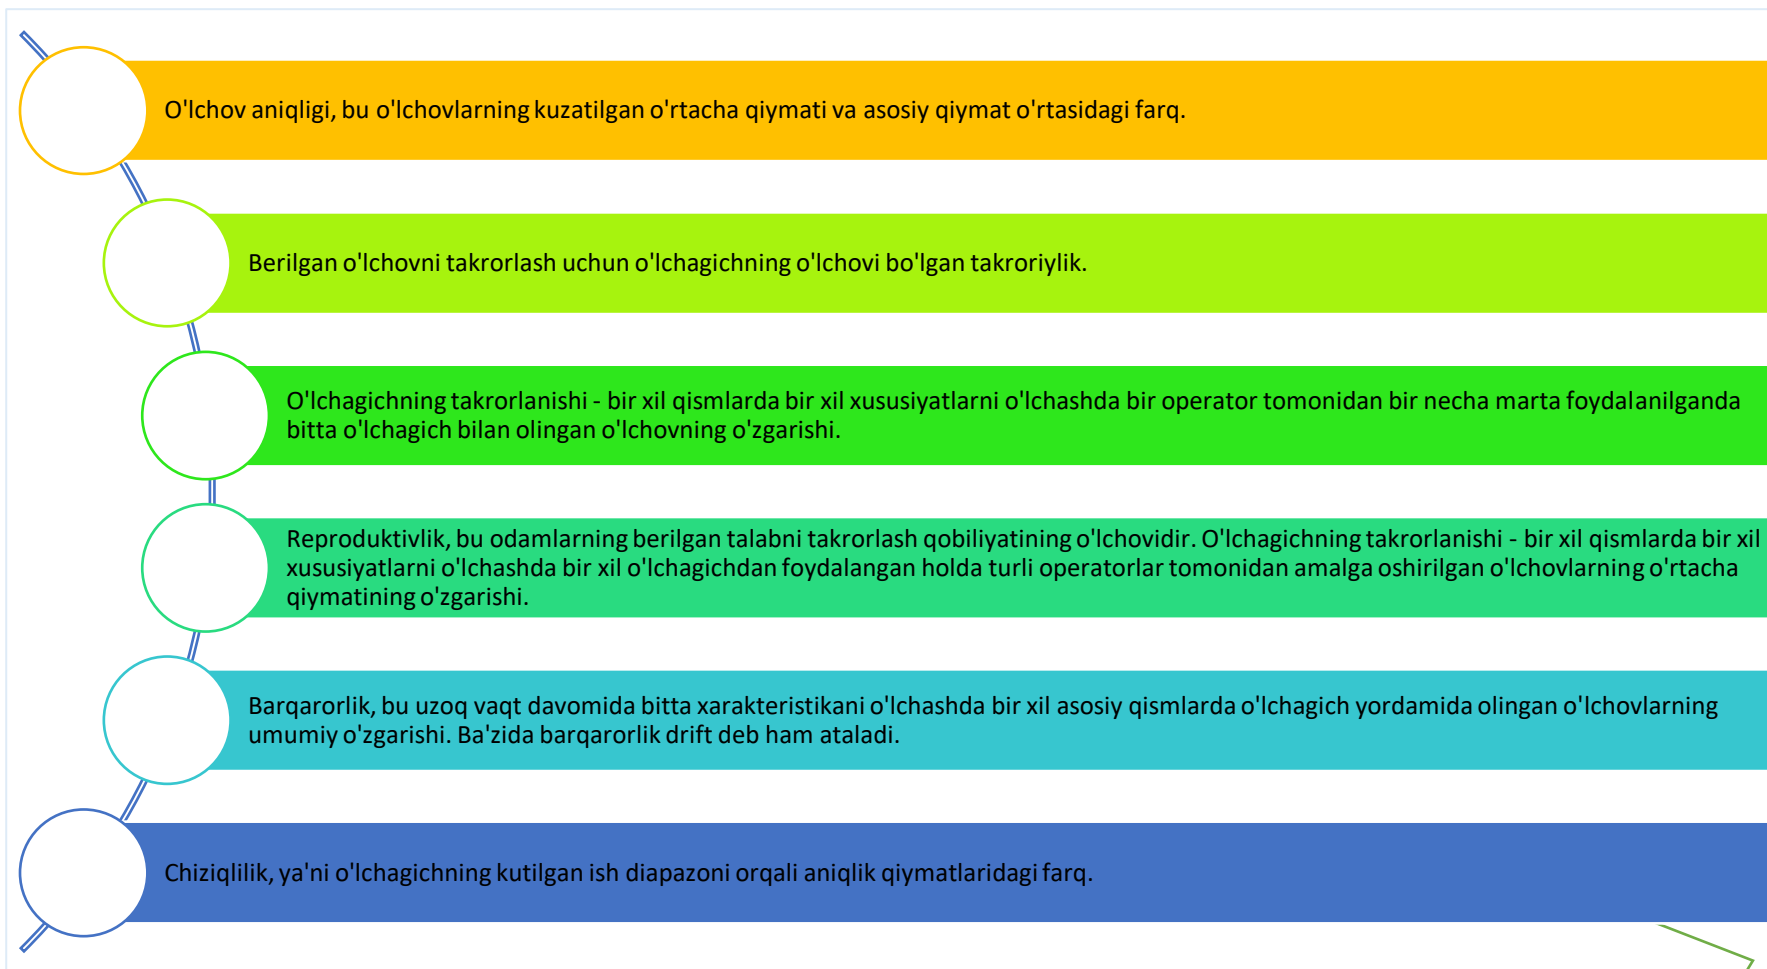 O'lchov aniqligi, bu o'lchovlarning kuzatilgan o'rtacha qiymati va asosiy qiymat o'rtasidagi farq.
Berilgan o'lchovni takrorlash uchun o'lchagichning o'lchovi bo'lgan takroriylik.
O'lchagichning takrorlanishi - bir xil qismlarda bir xil xususiyatlarni o'lchashda bir operator tomonidan bir necha marta foydalanilganda
bitta o'lchagich bilan olingan o'lchovning o'zgarishi.
Reproduktivlik, bu odamlarning berilgan talabni takrorlash qobiliyatining o'lchovidir. O'lchagichning takrorlanishi - bir xil qismlarda bir xil
xususiyatlarni o'lchashda bir xil o'lchagichdan foydalangan holda turli operatorlar tomonidan amalga oshirilgan o'lchovlarning o'rtacha
qiymatining o'zgarishi.
Barqarorlik, bu uzoq vaqt davomida bitta xarakteristikani o'lchashda bir xil asosiy qismlarda o'lchagich yordamida olingan o'lchovlarning
umumiy o'zgarishi. Ba'zida barqarorlik drift deb ham ataladi.
Chiziqlilik, ya'ni o'lchagichning kutilgan ish diapazoni orqali aniqlik qiymatlaridagi farq.